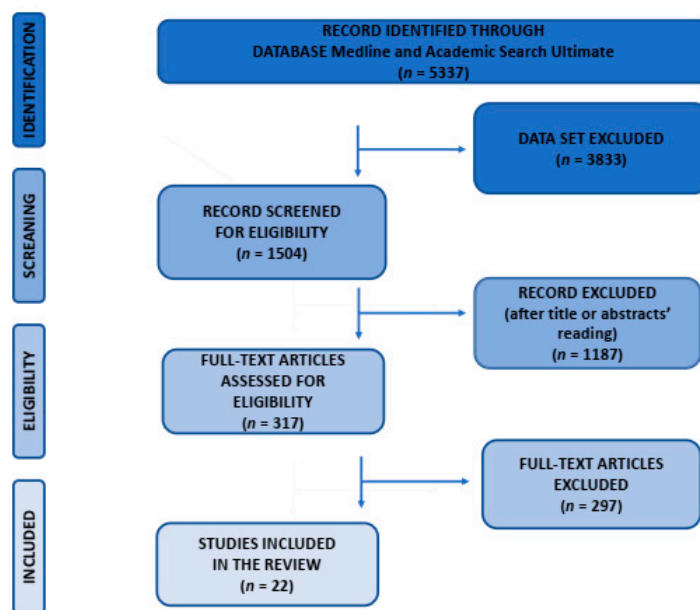 IDENTIFICATION
RECORD IDENTIFIED THROUGH
DATABASE Medline and Academic Search Ultimate
(n = 5337)
DATA SET EXCLUDED
(n = 3833)
SCREANING
RECORD SCREENED
FOR ELIGIBILITY
(n = 1504)
RECORD EXCLUDED
(after title or abstracts’
reading)
(n = 1187)
ELIGIBILITY
FULL-TEXT ARTICLES
ASSESSED FOR
ELIGIBILITY
(n = 317)
FULL-TEXT ARTICLES
EXCLUDED
(n = 297)
INCLUDED
STUDIES INCLUDED
IN THE REVIEW
(n = 22)